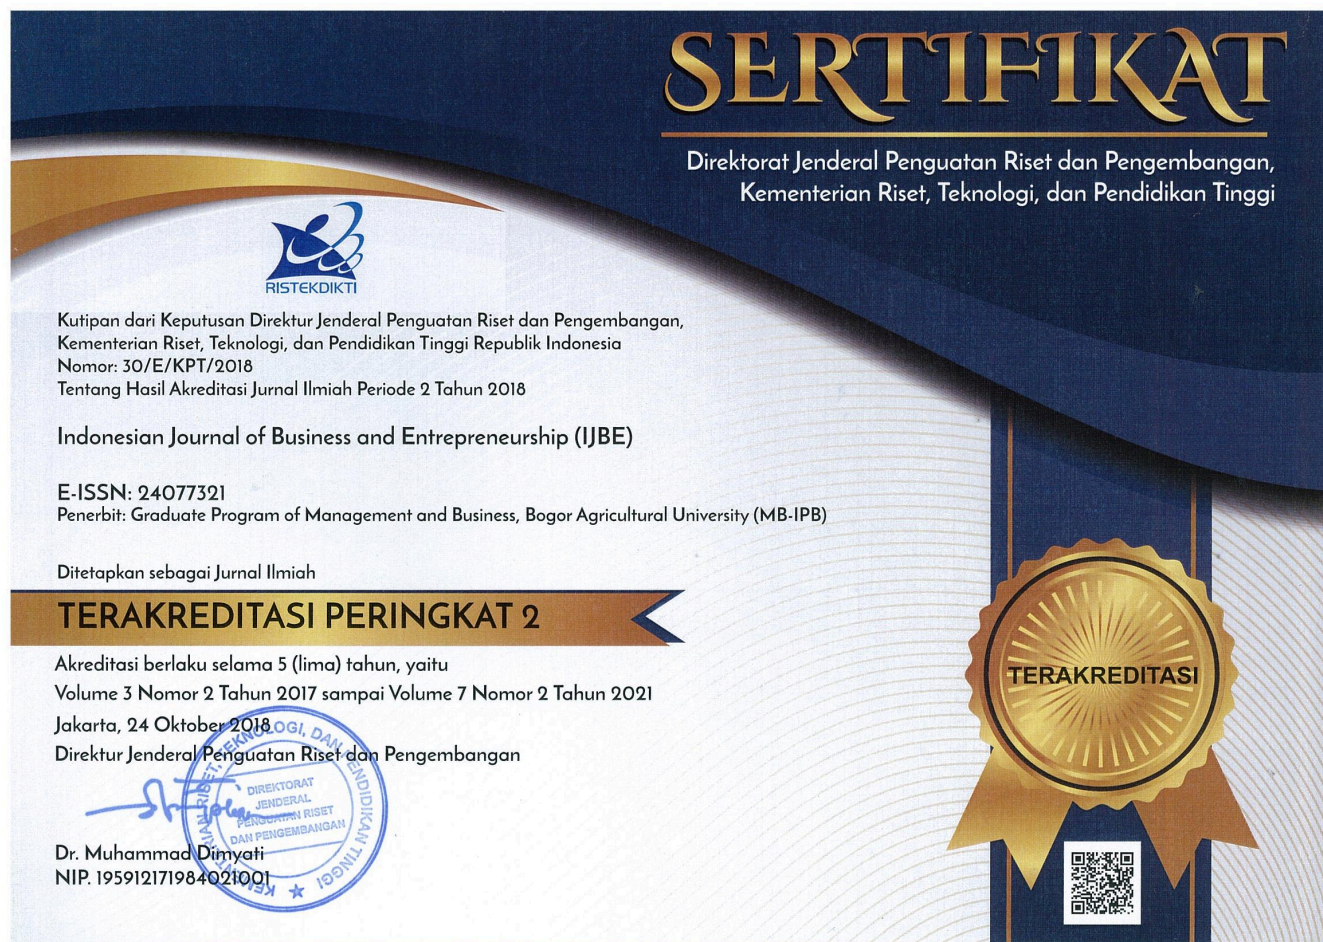 SERTIFIKAT
Direktorat Jenderal Penguatan Riset dan Pengembangan,
Kementerian Riset, Teknologi, dan Pendidikan Tinggi
RISTEKDIKTI
Kutipan dari Keputusan Direktur Jenderal Penguatan Riset dan Pengembangan,
Kementerian Riset, Teknologi, dan Pendidikan Tinggi Republik Indonesia
Nomor: 30/E/KPT/2018
Tentang Hasil Akreditasi Jurnal Ilmiah Periode 2 Tahun 2018
Indonesian Journal of Business and Entrepreneurship (IJBE)
E-ISSN: 24077321
Penerbit: Graduate Program of Management and Business, Bogor Agricultural University (MB-IPB)
Ditetapkan sebagai Jurnal Ilmiah
TERAKREDITASI PERINGKAT 2
Akreditasi berlaku selama 5 (lima) tahun, yaitu
Volume 3 Nomor 2 Tahun 2017 sampai Volume 7 Nomor 2 Tahun 2021
Jakarta, 24 Oktober 2018
Direktur Jenderal Penguatan Riset dan Pengembangan
KEMENTERIAN RISET, TEKNOLOGI, DAN PENDIDIKAN TINGGI
DIREKTORAT
JENDERAL
PENGUATAN RISET
DAN PENGEMBANGAN
Dr. Muhammad Dimyati
NIP. 195912171984021001
TERAKREDITASI